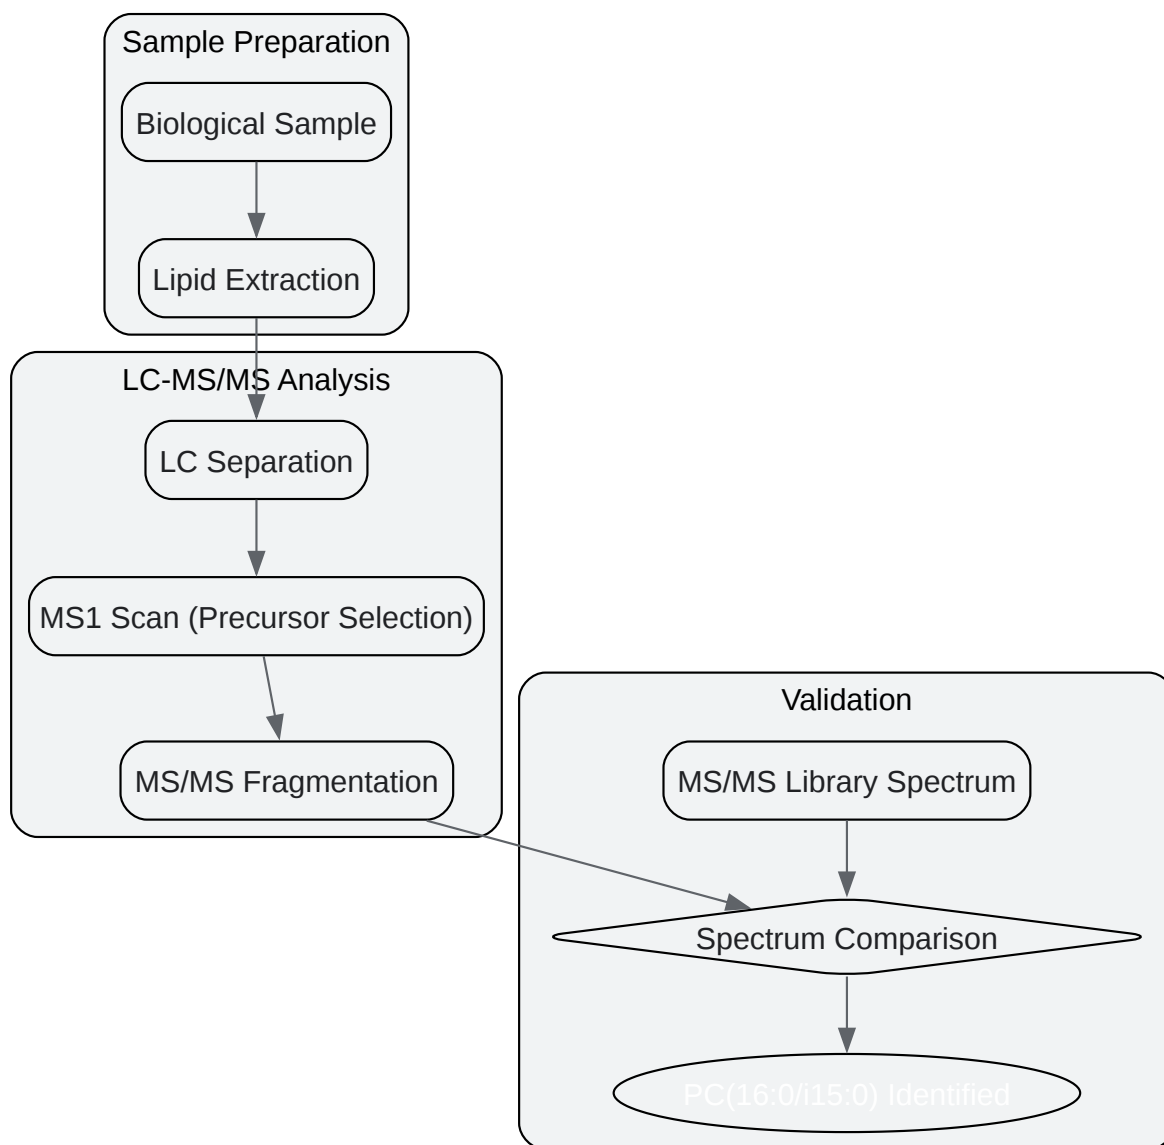 Sample Preparation
Biological Sample
Lipid Extraction
LC-MS/MS Analysis
LC Separation
MS1 Scan (Precursor Selection)
MS/MS Fragmentation
Validation
MS/MS Library Spectrum
Spectrum Comparison
PC(16:0/i15:0) Identified